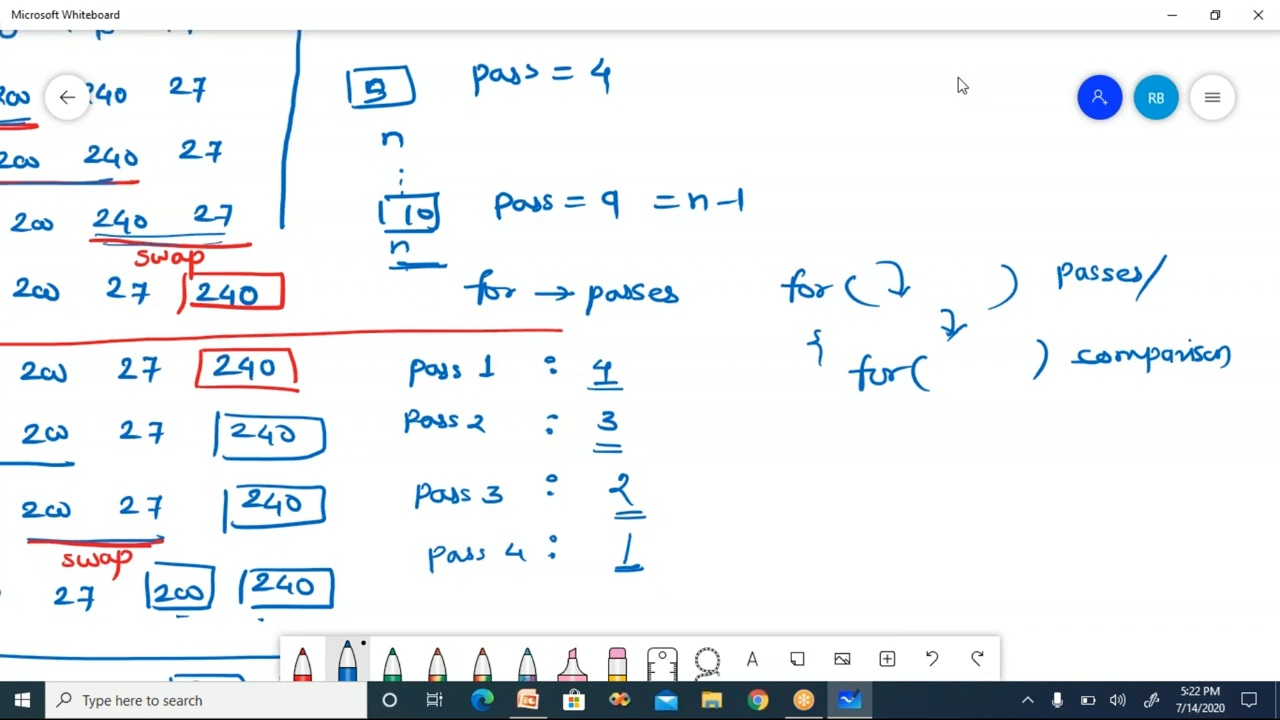 Microsoft Whiteboard
200 240 27
200 240 27
200 240 27
swap
200 27 240
200 27 240
200 27 240
200 27 240
swap
27 200 240
5 pass = 4
n
:
10 pass = 9 = n-1
n
for → passes
pass 1 : 4
pass 2 : 3
pass 3 : 2
pass 4 : 1
for ( ) passes/
{ for( ) comparison
RB
A
Type here to search
5:22 PM
7/14/2020